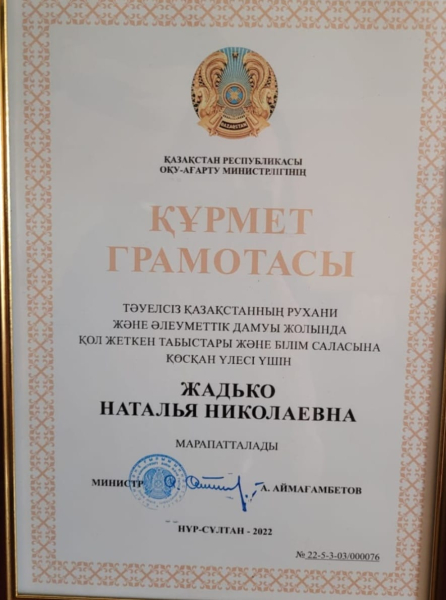 QAZAQSTAN
ҚАЗАҚСТАН РЕСПУБЛИКАСЫ
ОҚУ-АҒАРТУ МИНИСТРЛІГІНІҢ
ҚҰРМЕТ
ГРАМОТАСЫ
ТӘУЕЛСІЗ ҚАЗАҚСТАННЫҢ РУХАНИ
ЖӘНЕ ӘЛЕУМЕТТІК ДАМУЫ ЖОЛЫНДА
ҚОЛ ЖЕТКЕН ТАБЫСТАРЫ ЖӘНЕ БІЛІМ САЛАСЫНА
ҚОСҚАН ҮЛЕСІ ҮШІН
ЖАДЬКО
НАТАЛЬЯ НИКОЛАЕВНА
МАРАПАТТАЛАДЫ
МИНИСТР А. АЙМАҒАМБЕТОВ
НҰР-СҰЛТАН - 2022
№ 22-5-3-03/000076